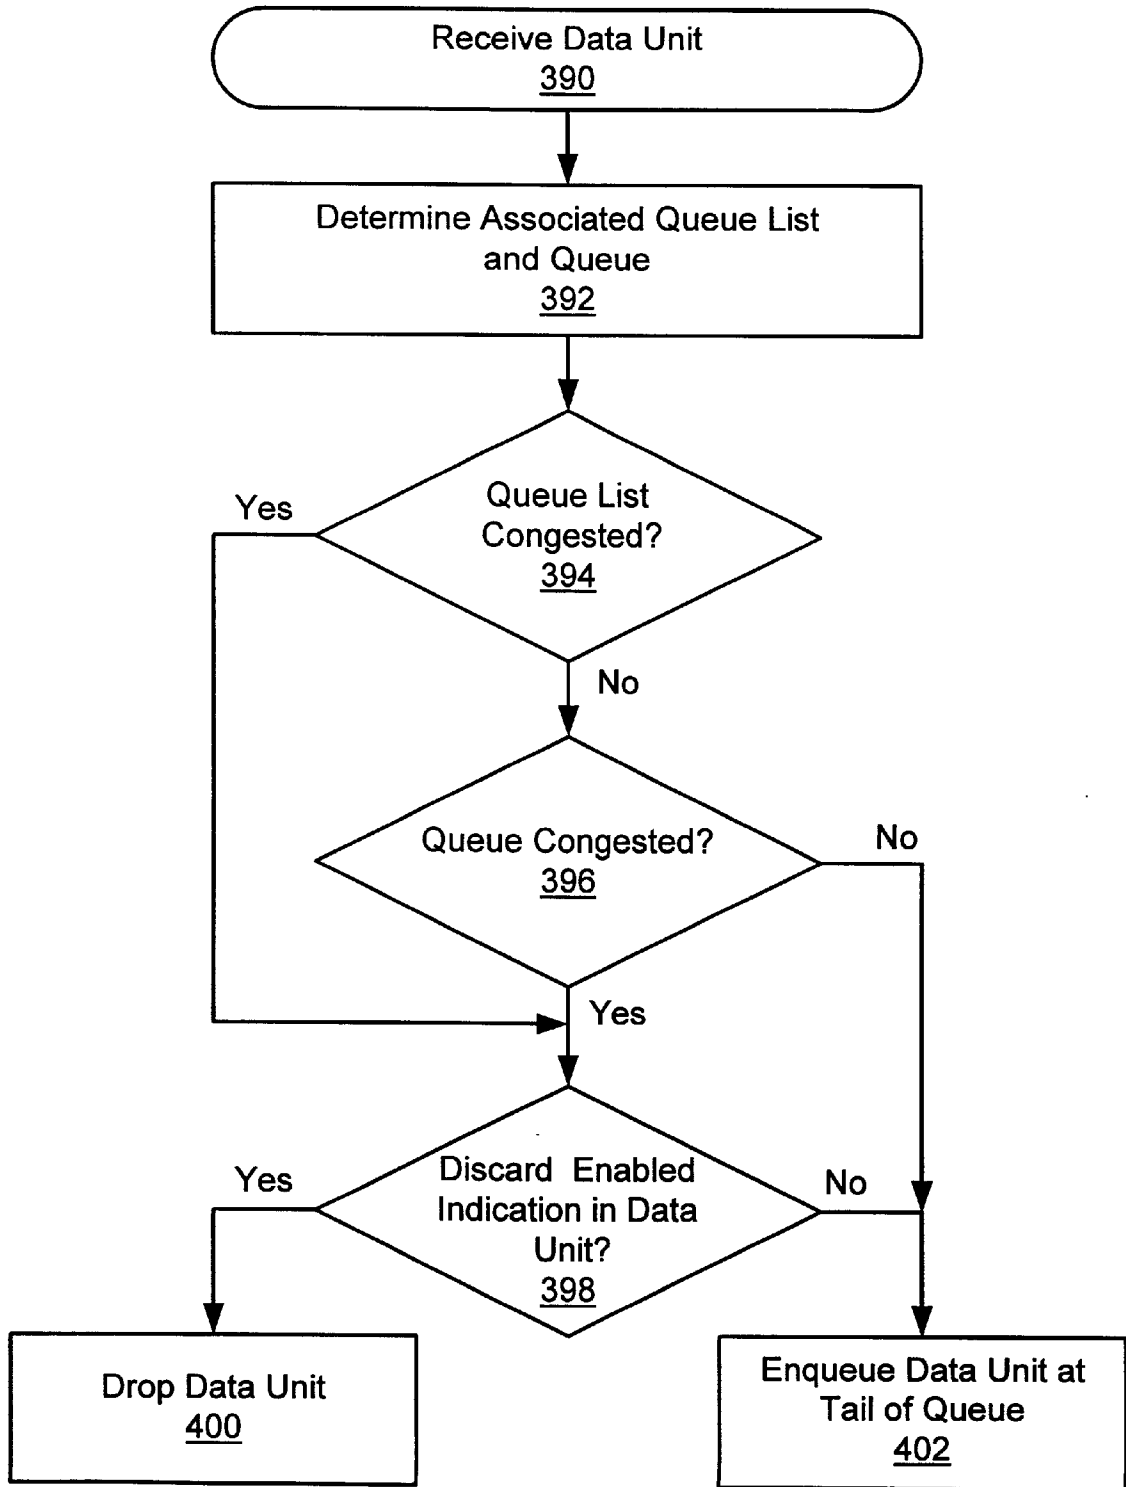 Receive Data Unit
390
Determine Associated Queue List
and Queue
392
Yes
Queue List
Congested?
394
No
Queue Congested?
396
No
Yes
Yes
Discard Enabled
Indication in Data
Unit?
398
No
Drop Data Unit
400
Enqueue Data Unit at
Tail of Queue
402